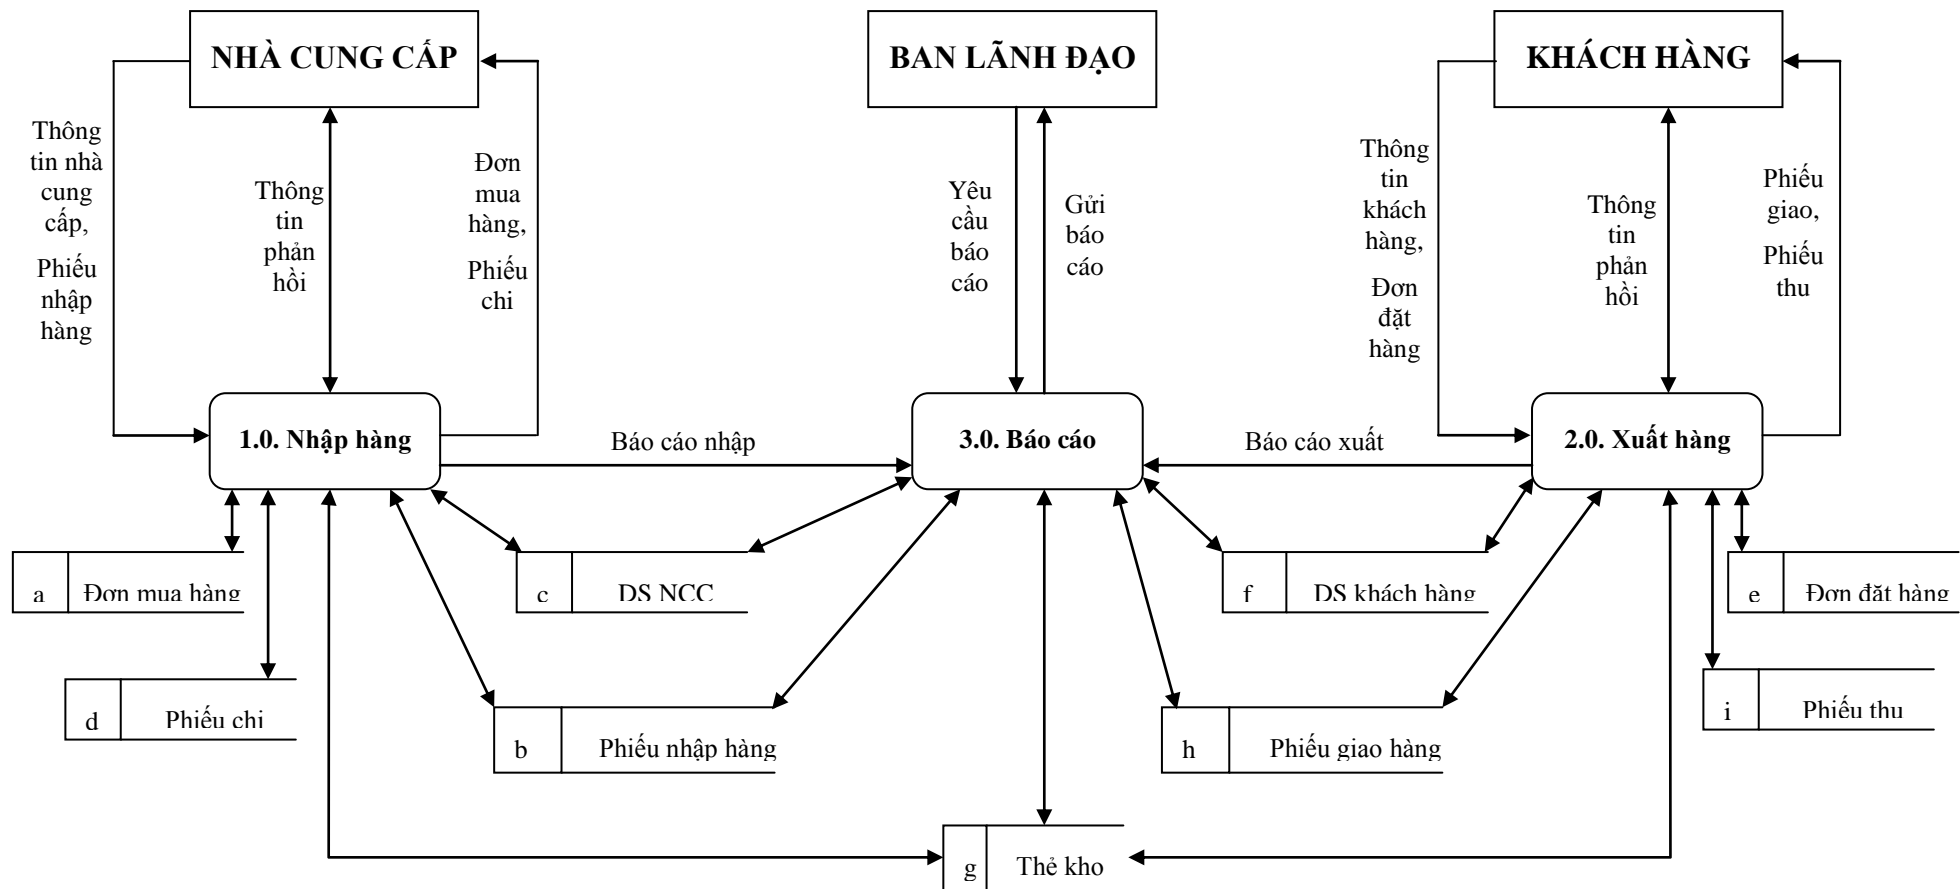 NHÀ CUNG CẤP
BAN LÃNH ĐẠO
KHÁCH HÀNG
Thông
tin nhà
cung
cấp,
Phiếu
nhập
hàng
Thông
tin
phản
hồi
Đơn
mua
hàng,
Phiếu
chi
Yêu
cầu
báo
cáo
Gửi
báo
cáo
Thông
tin
khách
hàng,
Đơn
đặt
hàng
Thông
tin
phản
hồi
Phiếu
giao,
Phiếu
thu
1.0. Nhập hàng
Báo cáo nhập
3.0. Báo cáo
Báo cáo xuất
2.0. Xuất hàng
a Đơn mua hàng
c DS NCC
f DS khách hàng
e Đơn đặt hàng
d Phiếu chi
b Phiếu nhập hàng
h Phiếu giao hàng
i Phiếu thu
g Thẻ kho